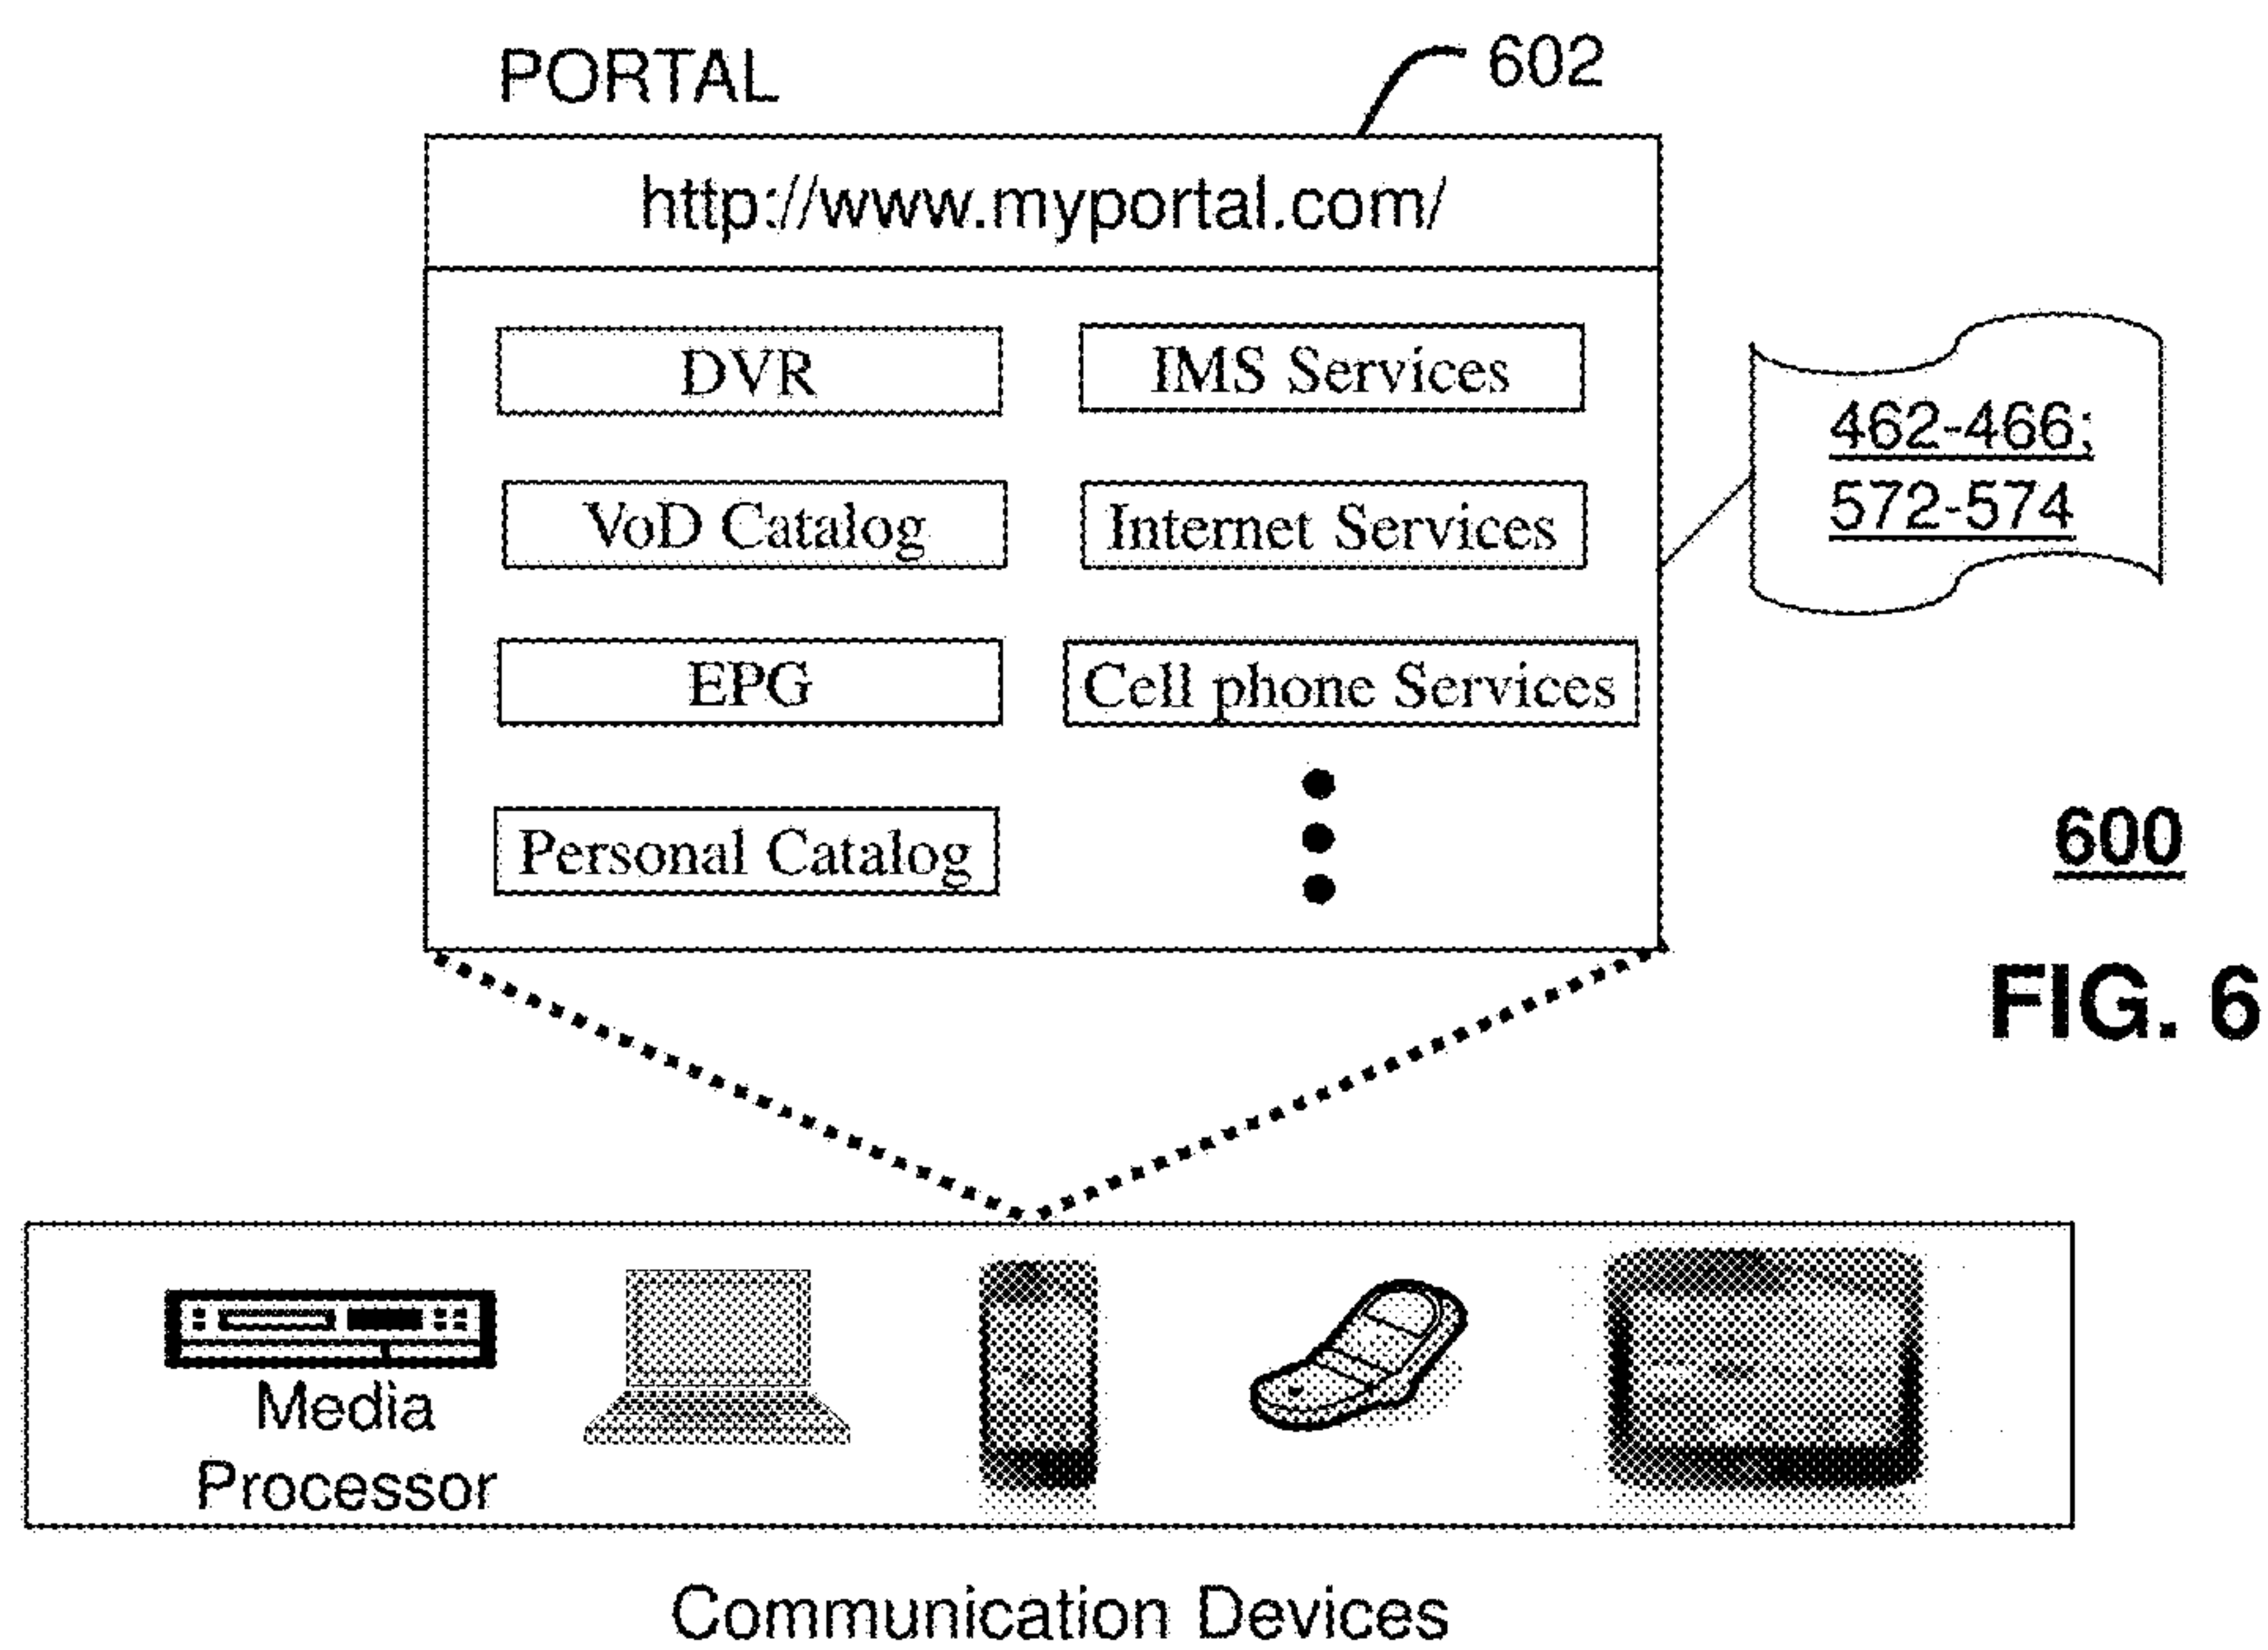 PORTAL
602
http://www.myportal.com/
DVR
IMS Services
VoD Catalog
Internet Services
EPG
Cell phone Services
Personal Catalog
462-466;
572-574
600
FIG. 6
Media
Processor
Communication Devices